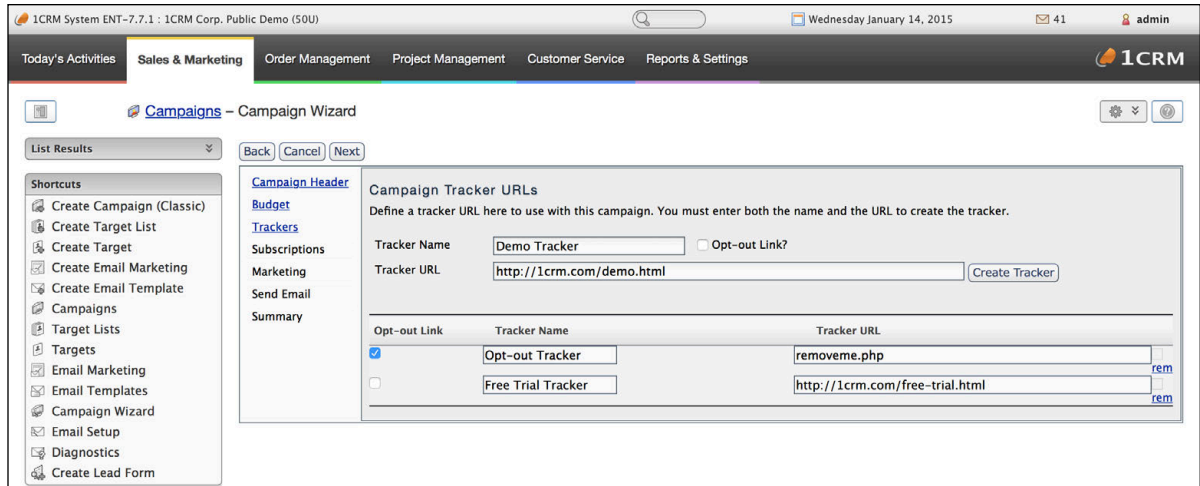 1CRM System ENT-7.7.1 : 1CRM Corp. Public Demo (50U)
Wednesday January 14, 2015
41
admin
Today's Activities
Sales & Marketing
Order Management
Project Management
Customer Service
Reports & Settings
1CRM
Campaigns – Campaign Wizard
List Results
Back Cancel Next
Shortcuts
Create Campaign (Classic)
Create Target List
Create Target
Create Email Marketing
Create Email Template
Campaigns
Target Lists
Targets
Email Marketing
Email Templates
Campaign Wizard
Email Setup
Diagnostics
Create Lead Form
Campaign Header
Budget
Trackers
Subscriptions
Marketing
Send Email
Summary
Campaign Tracker URLs
Define a tracker URL here to use with this campaign. You must enter both the name and the URL to create the tracker.
Tracker Name Demo Tracker Opt-out Link?
Tracker URL http://1crm.com/demo.html Create Tracker
Opt-out Link Tracker Name Tracker URL
Opt-out Tracker removeme.php rem
Free Trial Tracker http://1crm.com/free-trial.html rem